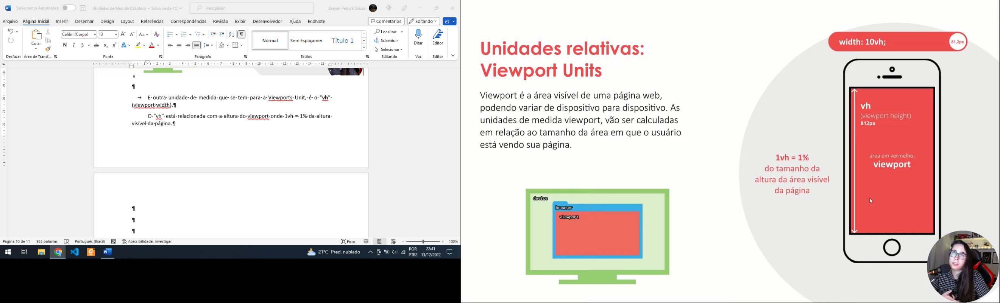 Salvamento Automático
Unidades de Medida CSS.docx • Salvo neste PC
Pesquisar
Brayan Petrick Souza
Arquivo Página Inicial Inserir Desenhar Design Layout Referências Correspondências Revisão Exibir Desenvolvedor Ajuda EndNote
Comentários Editando
Colar
Calibri (Corpo) 13
Normal Sem Espaçamer Título 1
Localizar
Substituir
Selecionar
Ditar Editor
Desfazer Área de Transf... Fonte Parágrafo Estilos Editando Voz Editor
→ E· outra· unidade· de· medida· que· se· tem· para· a· Viewports· Unit,· é· o· “vh”·
(viewport·width).¶
O·“vh”·está·relacionada·com·a·altura·do·viewport·onde·1vh·=·1%·da·altura·
visível·da·página.¶
¶
¶
¶
Página 10 de 11 955 palavras Português (Brasil) Acessibilidade: investigar Foco 100%
21°C Pred. nublado
POR
PTB2
22:41
13/12/2022
Unidades relativas:
Viewport Units
Viewport é a área visível de uma página web,
podendo variar de dispositivo para dispositivo. As
unidades de medida viewport, vão ser calculadas
em relação ao tamanho da área em que o usuário
está vendo sua página.
device
browser
viewport
width: 10vh;
81,2px
vh
(viewport height)
812px
área em vermelho:
viewport
1vh = 1%
do tamanho da
altura da área visível
da página